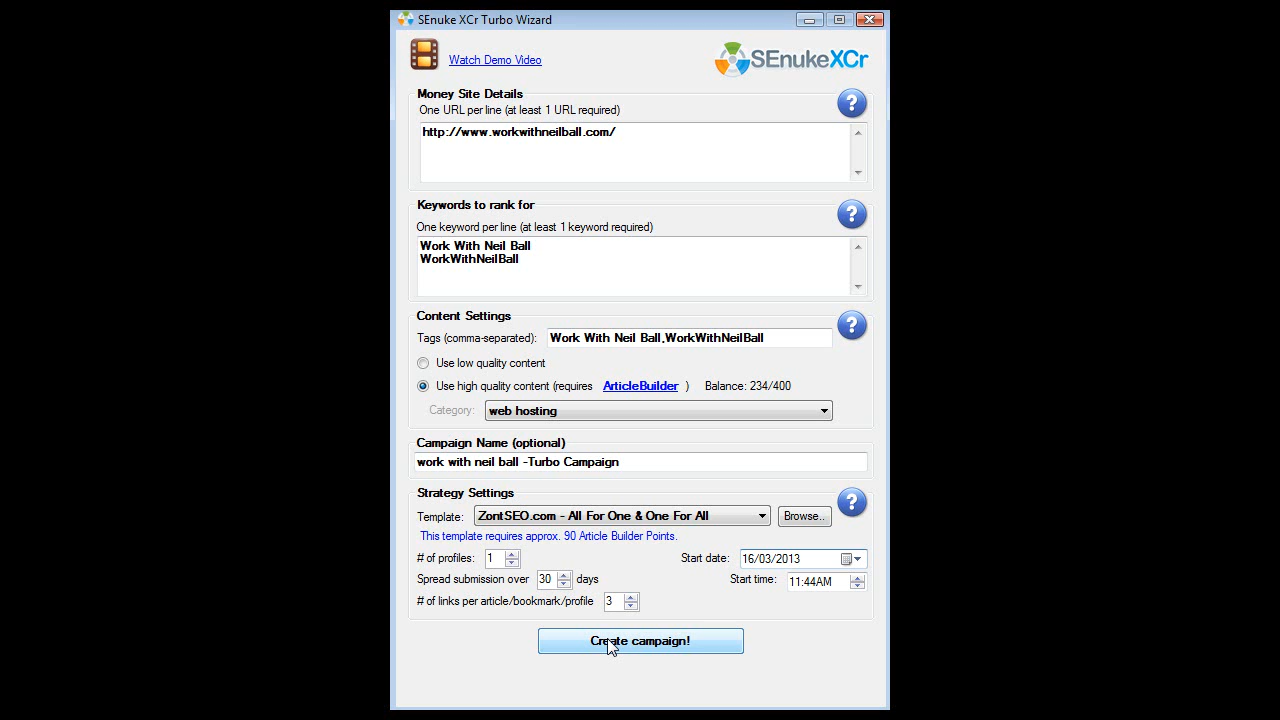 SEnuke XCr Turbo Wizard
Watch Demo Video
SEnukeXCr
Money Site Details
One URL per line (at least 1 URL required)
http://www.workwithneilball.com/
Keywords to rank for
One keyword per line (at least 1 keyword required)
Work With Neil Ball
WorkWithNeilBall
Content Settings
Tags (comma-separated): Work With Neil Ball,WorkWithNeilBall
Use low quality content
Use high quality content (requires ArticleBuilder ) Balance: 234/400
Category: web hosting
Campaign Name (optional)
work with neil ball -Turbo Campaign
Strategy Settings
Template: ZontSEO.com - All For One & One For All Browse..
This template requires approx. 90 Article Builder Points.
# of profiles: 1 Start date: 16/03/2013
Spread submission over 30 days Start time: 11:44AM
# of links per article/bookmark/profile 3
Create campaign!